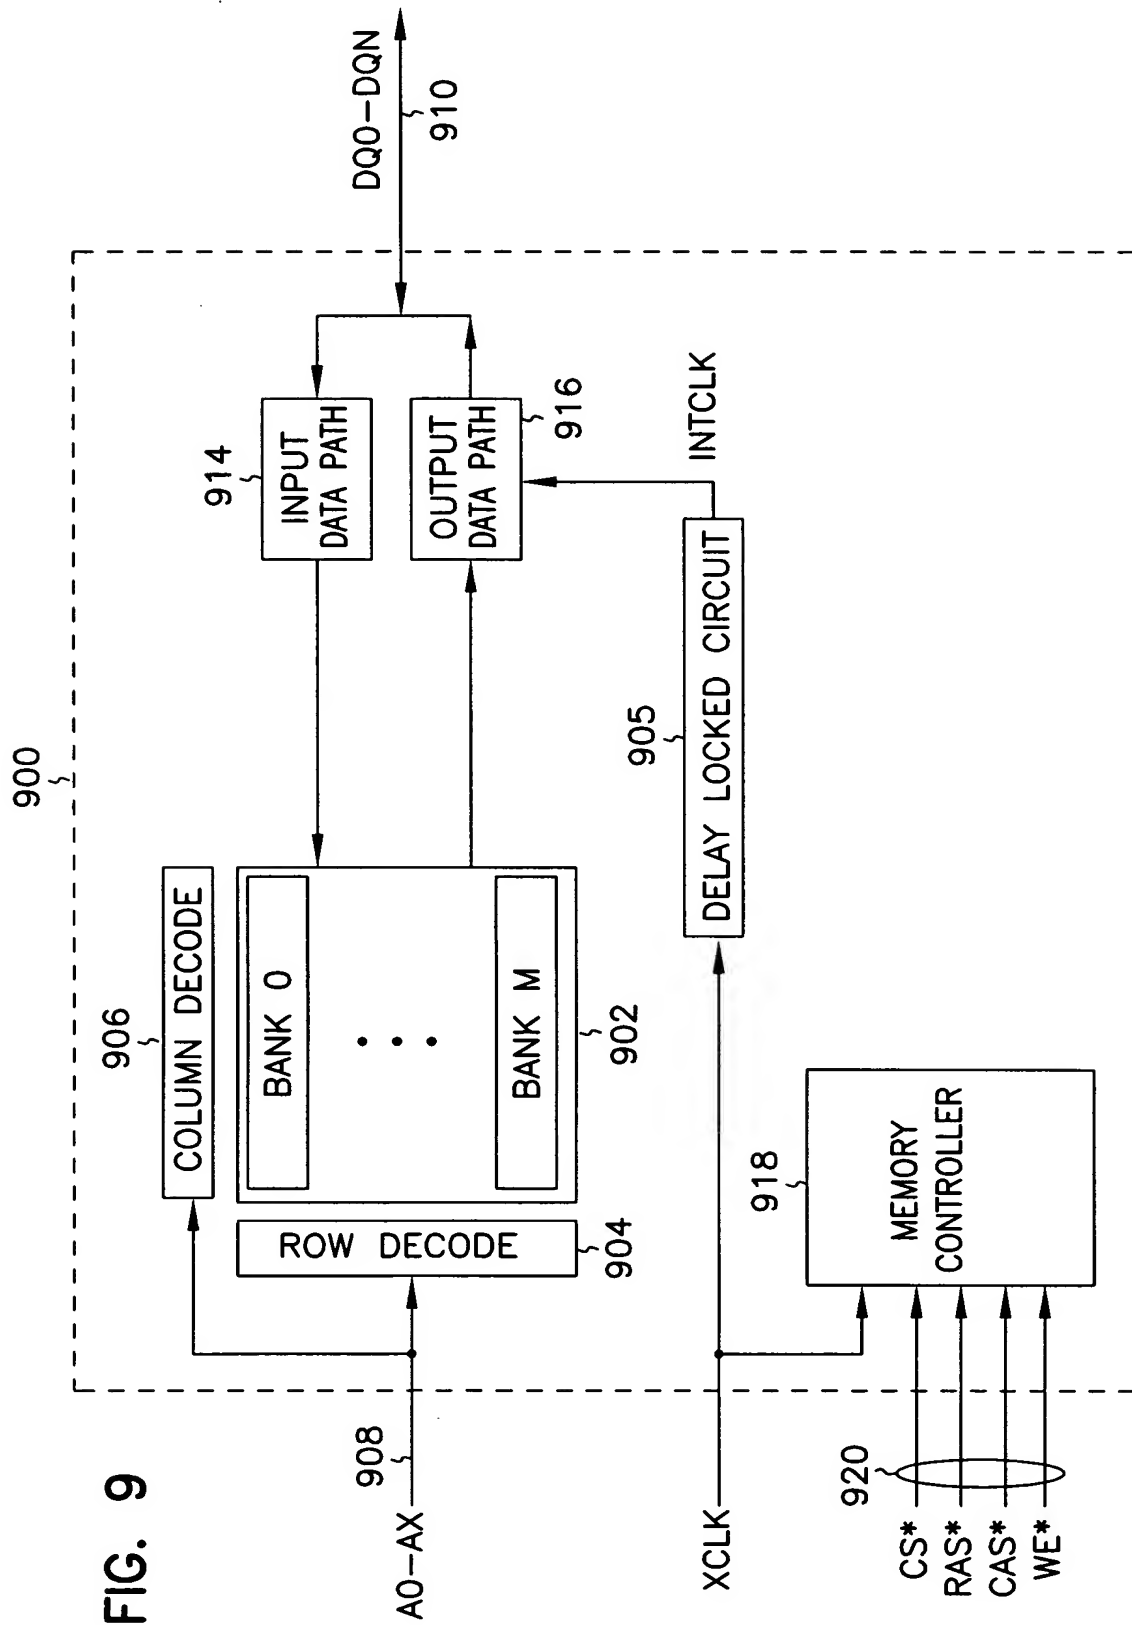 FIG. 9
900
906
COLUMN DECODE
BANK 0
BANK M
902
ROW DECODE
904
A0-AX
908
914
INPUT
DATA PATH
OUTPUT
DATA PATH
916
DQ0-DQN
910
INTCLK
905
DELAY LOCKED CIRCUIT
XCLK
918
MEMORY
CONTROLLER
920
CS*
RAS*
CAS*
WE*